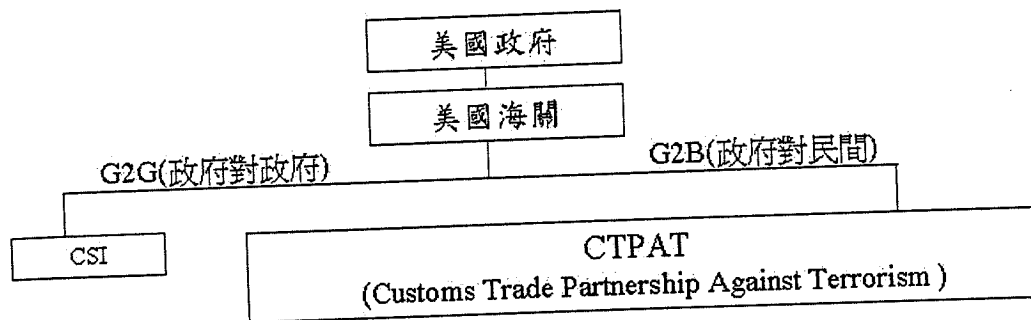 美國政府
美國海關
G2G(政府對政府)
G2B(政府對民間)
CSI
CTPAT
(Customs Trade Partnership Against Terrorism )